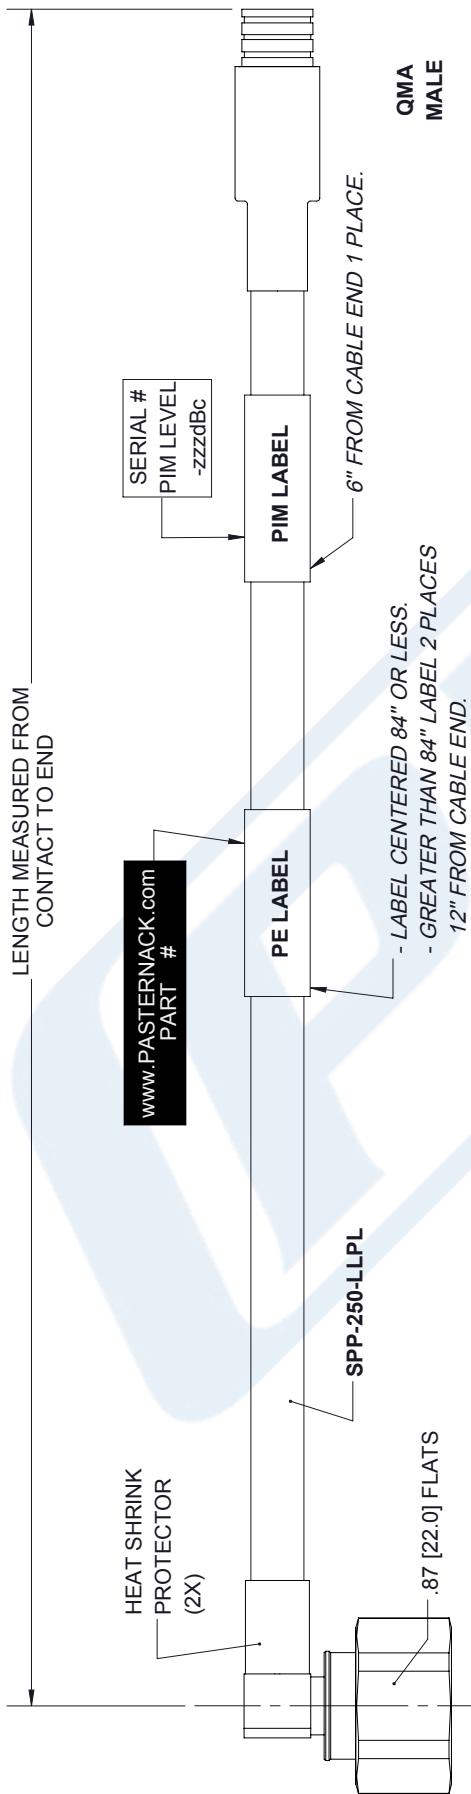 LENGTH MEASURED FROM
CONTACT TO END
HEAT SHRINK
PROTECTOR
(2X)
www.PASTERNACK.com
PART #
SERIAL #
PIM LEVEL
-zzzdBc
PE LABEL
PIM LABEL
QMA
MALE
.87 [22.0] FLATS
SPP-250-LLPL
- LABEL CENTERED 84" OR LESS.
- GREATER THAN 84" LABEL 2 PLACES
12" FROM CABLE END.
6" FROM CABLE END 1 PLACE.